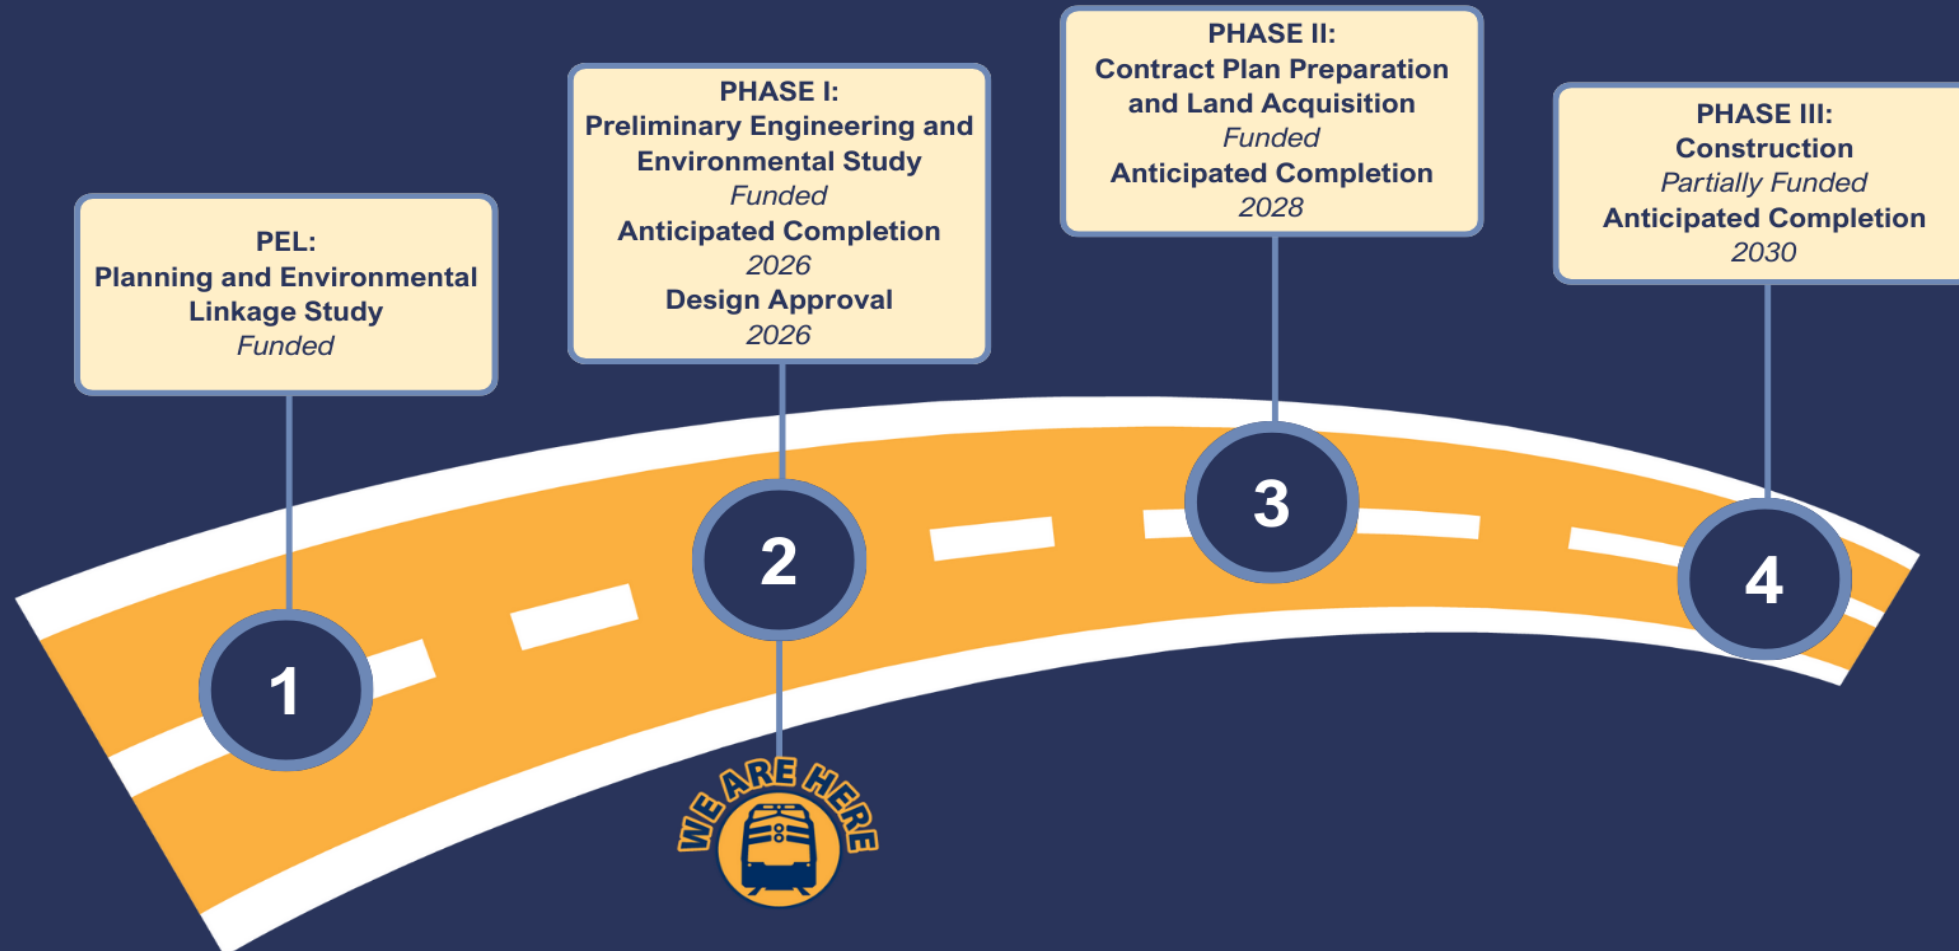 PEL:
Planning and Environmental
Linkage Study
Funded
PHASE I:
Preliminary Engineering and
Environmental Study
Funded
Anticipated Completion
2026
Design Approval
2026
PHASE II:
Contract Plan Preparation
and Land Acquisition
Funded
Anticipated Completion
2028
PHASE III:
Construction
Partially Funded
Anticipated Completion
2030
1
2
3
4
WE ARE HERE